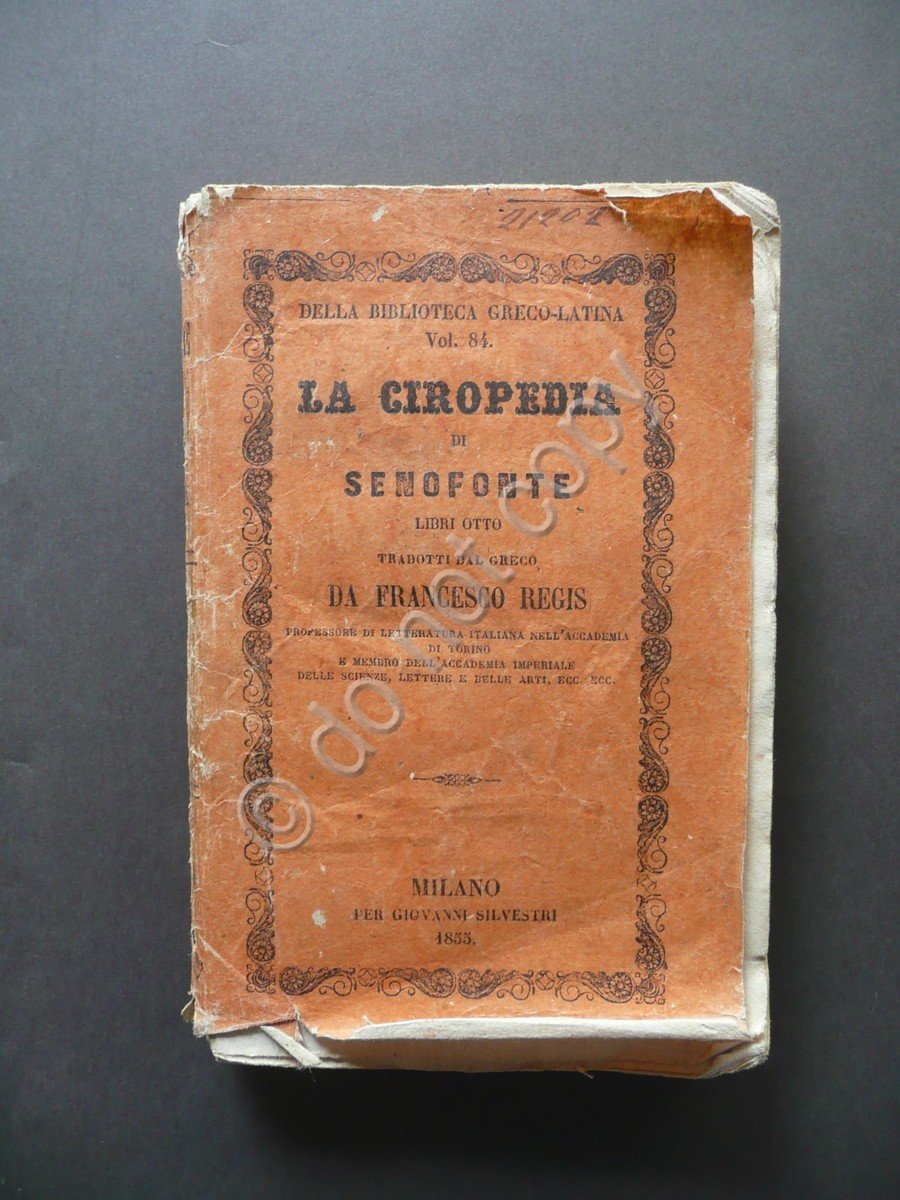 21202
DELLA BIBLIOTECA GRECO-LATINA
Vol. 84.
LA CIROPEDIA
DI
SENOFONTE
LIBRI OTTO
TRADOTTI DAL GRECO
DA FRANCESCO REGIS
PROFESSORE DI LETTERATURA ITALIANA NELL'ACCADEMIA
DI TORINO
E MEMBRO DELL'ACCADEMIA IMPERIALE
DELLE SCIENZE, LETTERE E BELLE ARTI, ECC. ECC.
MILANO
PER GIOVANNI SILVESTRI
1855.
© do not copy